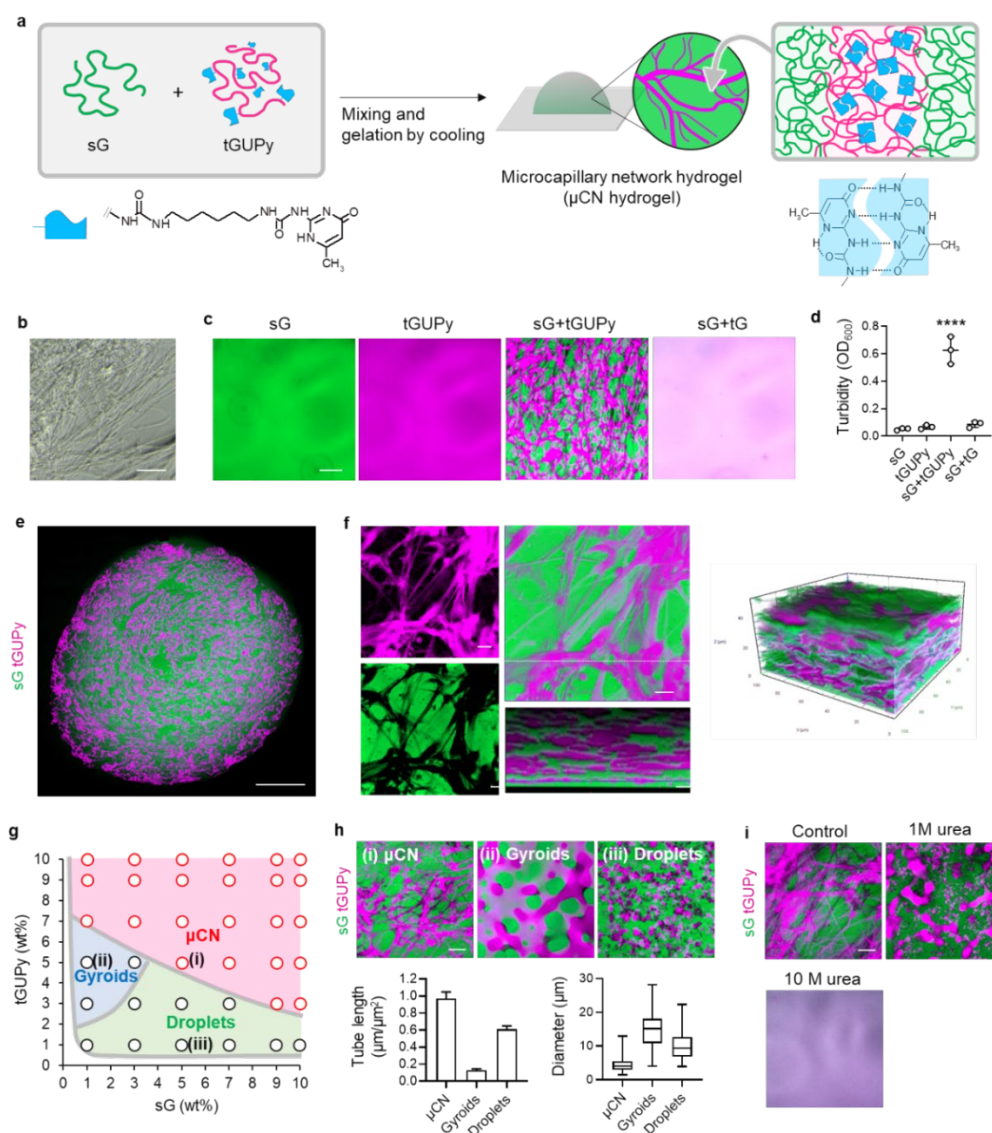 a
sG
+
tGUPy
Mixing and
gelation by cooling
Microcapillary network hydrogel
(µCN hydrogel)
b
c
sG
tGUPy
sG+tGUPy
sG+tG
d
****
Turbidity (OD600)
0.8
0.6
0.4
0.2
0.0
sG
tGUPy
sG+tGUPy
sG+tG
e
sG tGUPy
f
g
tGUPy (wt%)
10
9
8
7
6
5
4
3
2
1
0
0 1 2 3 4 5 6 7 8 9 10
sG (wt%)
µCN
(i)
(ii)
Gyroids
Droplets
(iii)
h
sG tGUPy
(i) µCN
(ii) Gyroids
(iii) Droplets
Tube length
(µm/µm²)
1.2
1.0
0.8
0.6
0.4
0.2
0.0
µCN
Gyroids
Droplets
Diameter (µm)
30
20
10
0
µCN
Gyroids
Droplets
i
sG tGUPy
Control
1M urea
10 M urea